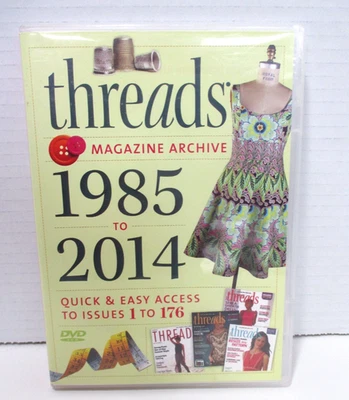 threads
MAGAZINE ARCHIVE
1985
TO
2014
QUICK & EASY ACCESS
TO ISSUES 1 TO 176
DVD
threads
THREADS
threads
threads